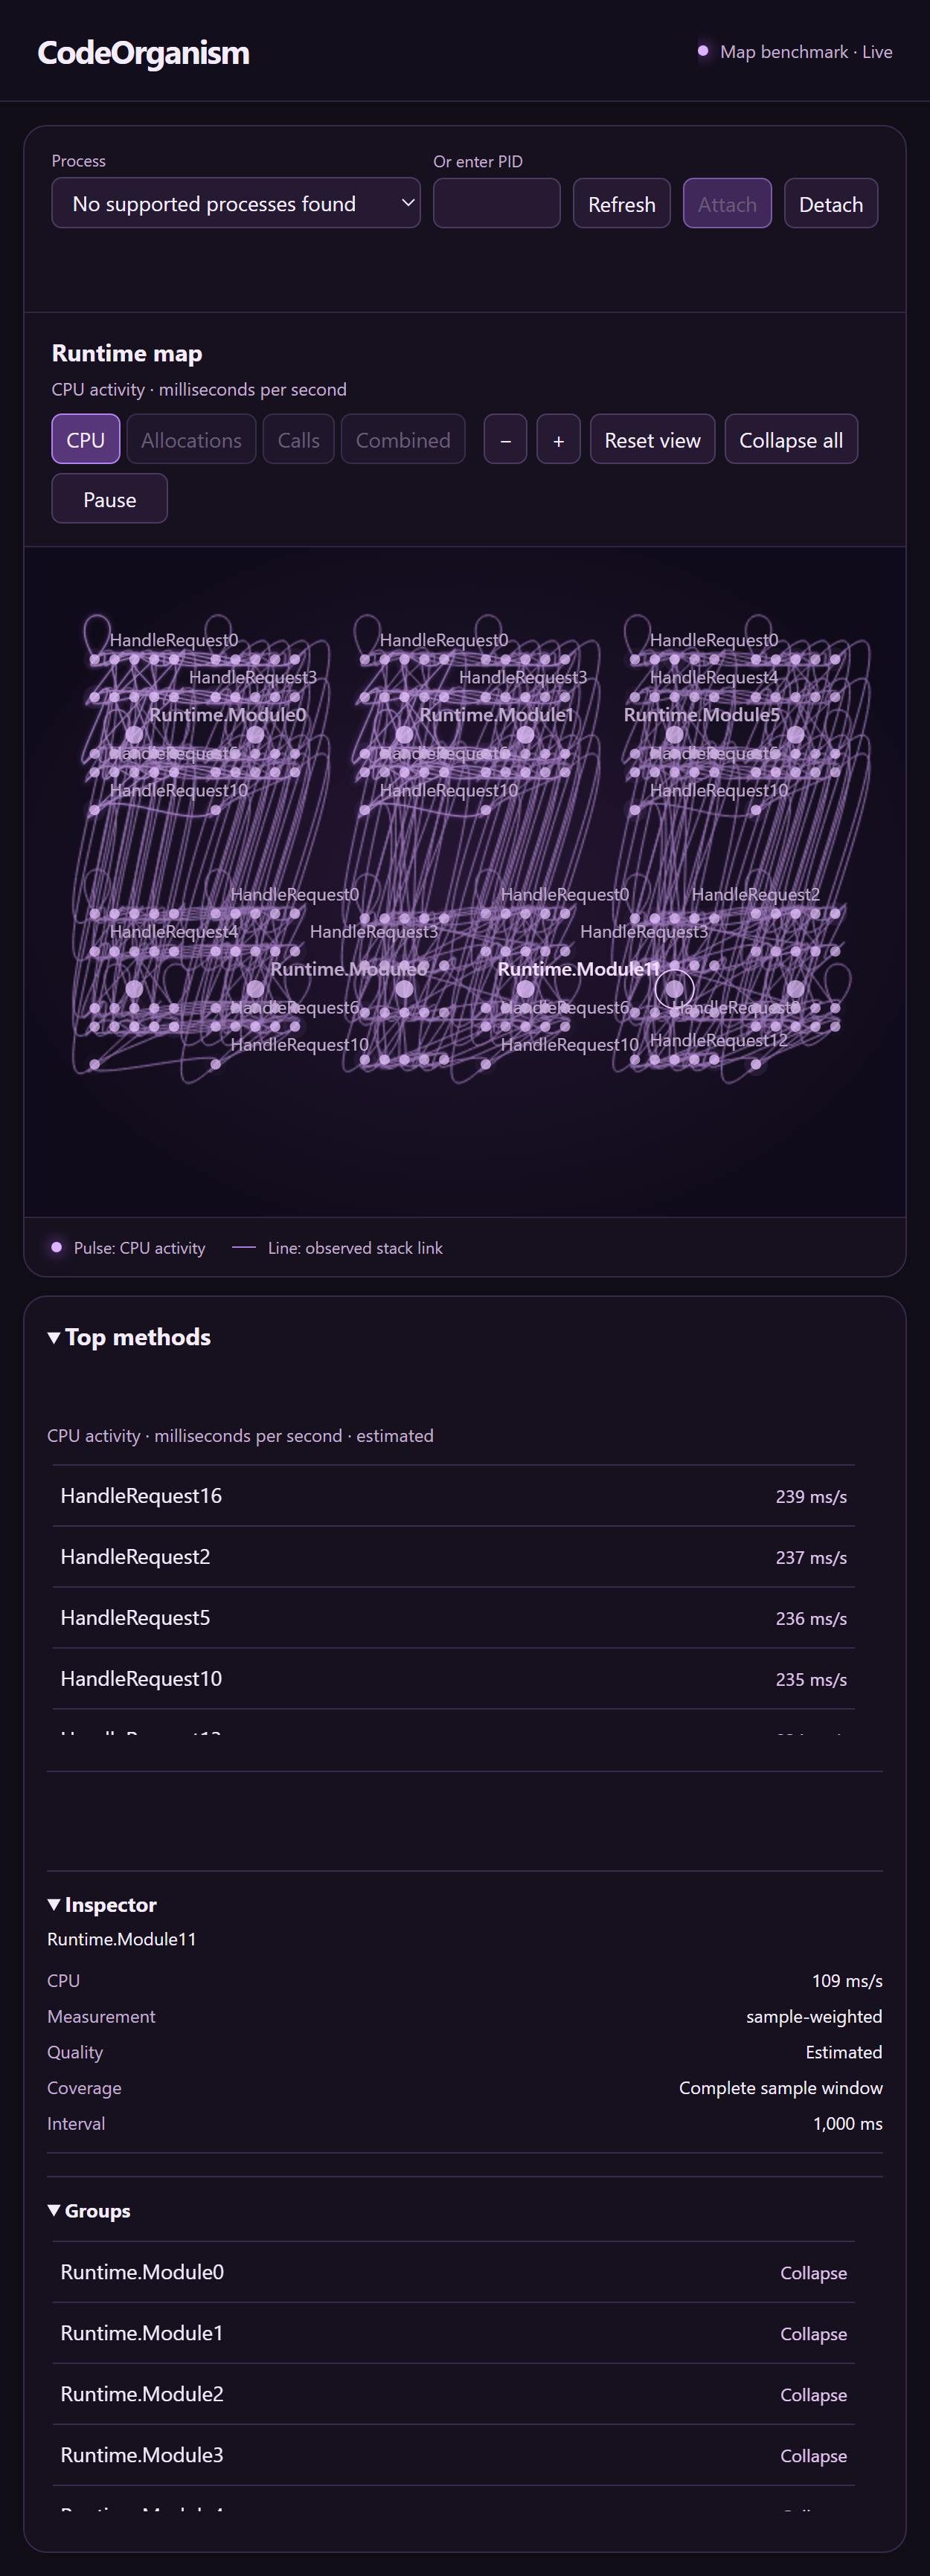 CodeOrganism
Map benchmark · Live
Process
Or enter PID
No supported processes found
Refresh
Attach
Detach
Runtime map
CPU activity · milliseconds per second
CPU
Allocations
Calls
Combined
−
+
Reset view
Collapse all
Pause
HandleRequest0
HandleRequest0
HandleRequest0
HandleRequest3
HandleRequest3
HandleRequest4
Runtime.Module0
Runtime.Module1
Runtime.Module5
HandleRequest6
HandleRequest6
HandleRequest6
HandleRequest10
HandleRequest10
HandleRequest10
HandleRequest0
HandleRequest0
HandleRequest2
HandleRequest4
HandleRequest3
HandleRequest3
Runtime.Module6
Runtime.Module11
HandleRequest6
HandleRequest6
HandleRequest10
HandleRequest10
HandleRequest12
Pulse: CPU activity
Line: observed stack link
Top methods
CPU activity · milliseconds per second · estimated
HandleRequest16
239 ms/s
HandleRequest2
237 ms/s
HandleRequest5
236 ms/s
HandleRequest10
235 ms/s
Inspector
Runtime.Module11
CPU
109 ms/s
Measurement
sample-weighted
Quality
Estimated
Coverage
Complete sample window
Interval
1,000 ms
Groups
Runtime.Module0
Collapse
Runtime.Module1
Collapse
Runtime.Module2
Collapse
Runtime.Module3
Collapse